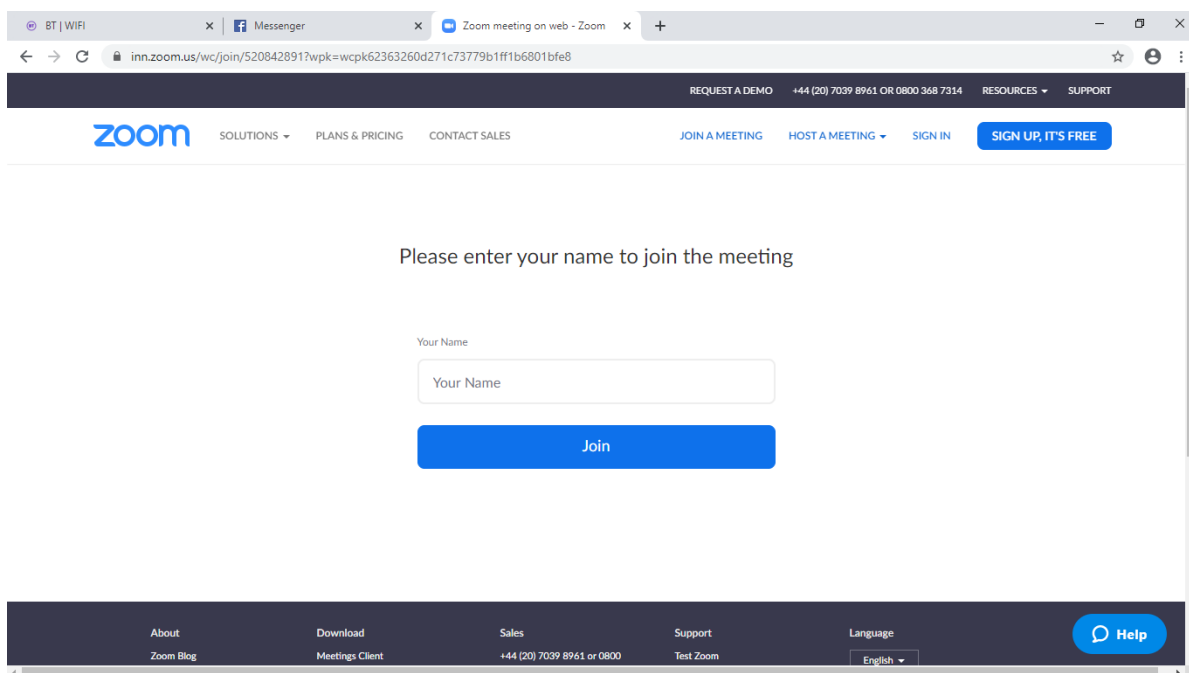 BT | WIFI Messenger Zoom meeting on web - Zoom
inn.zoom.us/wc/join/520842891?wpk=wcpk62363260d271c73779b1ff1b6801bfe8
REQUEST A DEMO +44 (20) 7039 8961 OR 0800 368 7314 RESOURCES SUPPORT
zoom SOLUTIONS PLANS & PRICING CONTACT SALES JOIN A MEETING HOST A MEETING SIGN IN SIGN UP, IT'S FREE
Please enter your name to join the meeting
Your Name
Your Name
Join
About Download Sales Support Language
Zoom Blog Meetings Client +44 (20) 7039 8961 or 0800 Test Zoom English
Help